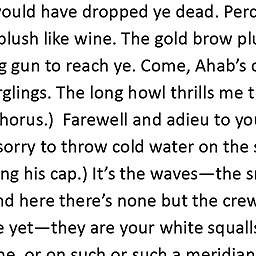 would have dropped ye dead. Perc
plush like wine. The gold brow plu
g gun to reach ye. Come, Ahab's c
rglings. The long howl thrills me t
horus.)  Farewell and adieu to you
sorry to throw cold water on the s
ng his cap.) It's the waves—the s
nd here there's none but the crew
e yet—they are your white squalls
ne, or on such or such a meridian